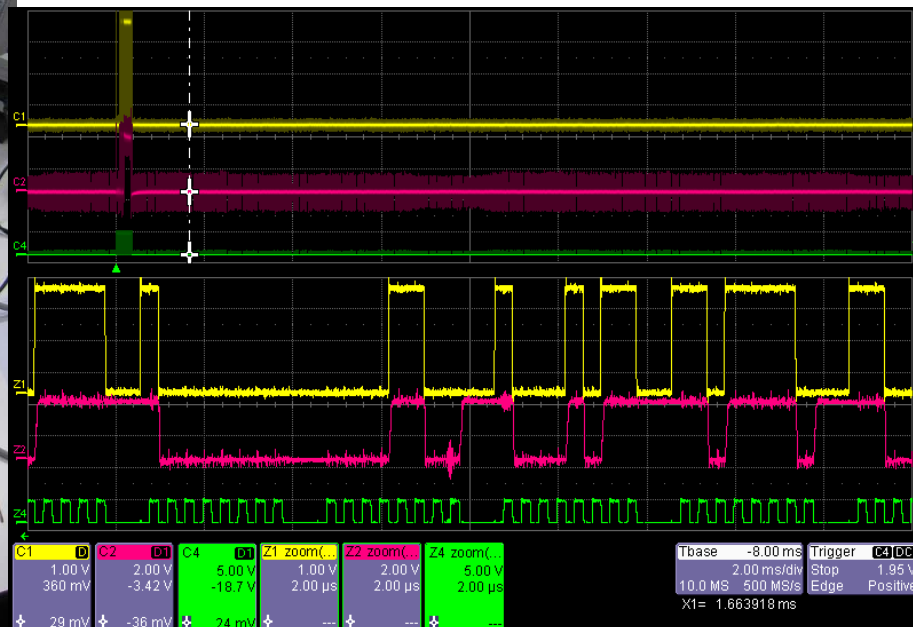 C1
C2
C4
Z1
Z2
Z4
C1 D
1.00 V
360 mV
29 mV
C2 D1
2.00 V
-3.42 V
-36 mV
C4 D1
5.00 V
-18.7 V
24 mV
Z1 zoom(...
1.00 V
2.00 µs
---
Z2 zoom(...
2.00 V
2.00 µs
---
Z4 zoom(...
5.00 V
2.00 µs
---
Tbase -8.00 ms
2.00 ms/div
10.0 MS 500 MS/s
Trigger C4 DC
Stop 1.95 V
Edge Positive
X1= 1.663918 ms